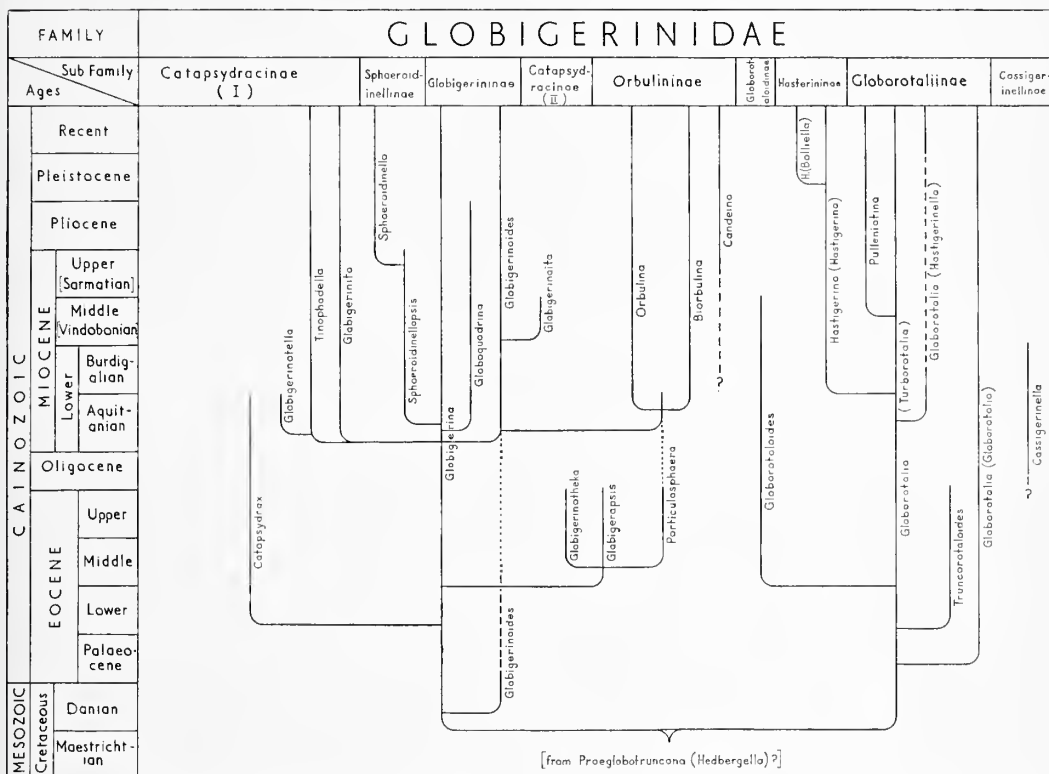 FAMILY
GLOBIGERINIDAE
Sub Family
Ages
Catapsydracinae
(I)
Sphaeroid-
inellinae
Globigerininae
Catapsyd-
racinae
(II)
Orbulininae
Globorot-
aloidinae
Hasterininae
Globorotaliinae
Cassiger-
inellinae
CAINOZOIC
MESOZOIC
MIOCENE
Lower
EOCENE
Cretaceous
Recent
Pleistocene
Pliocene
Upper
[Sarmatian]
Middle
[Vindobonian]
Burdig-
alian
Aquit-
anian
Oligocene
Upper
Middle
Lower
Palaeo-
cene
Danian
Maestricht-
ian
Catapsydrax
Globigerinatella
Tinophodella
Globigerinita
Sphaeroidinella
Sphaeroidinellopsis
Globigerina
Globoquadrina
Globigerinoides
Globigerinoides
Globigerinoita
Globigerinatheka
Globigerapsis
Porticulasphaera
Orbulina
Biorbulina
Candeina
?
Globorotaloides
H.(Bolliella)
Hastigerina (Hastigerina)
Pulleniatina
Globorotalia
(Turborotalia)
Globorotalia (Hastigerinella)
Truncorotaloides
Globorotalia (Globorotalia)
Cassigerinella
?
[from Praeglobotruncana (Hedbergella)?]